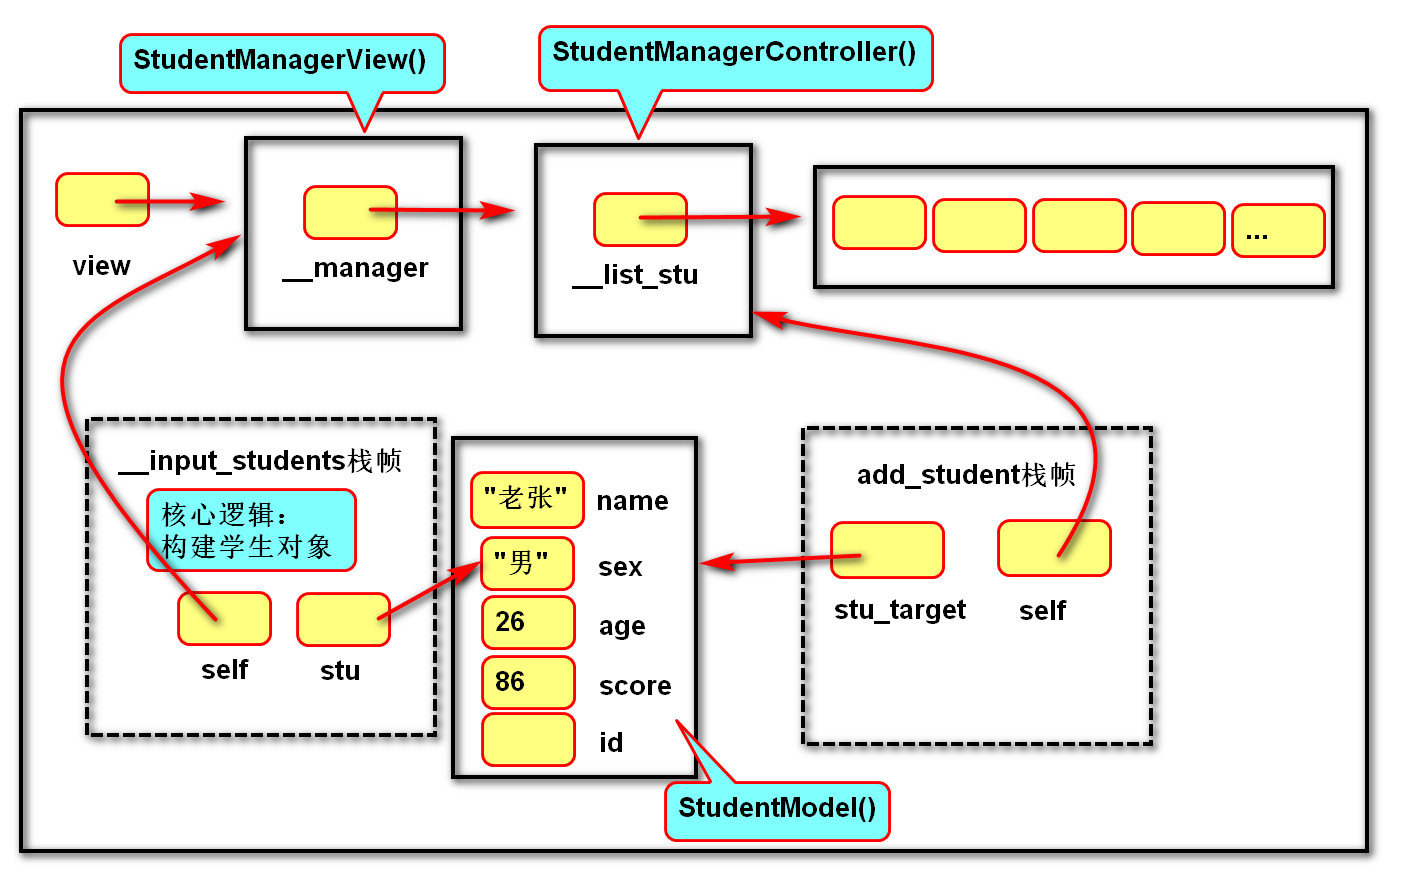 StudentManagerView()
StudentManagerController()
view
__manager
__list_stu
...
__input_students栈帧
核心逻辑：
构建学生对象
self
stu
"老张"
name
"男"
sex
26
age
86
score
id
StudentModel()
add_student栈帧
stu_target
self